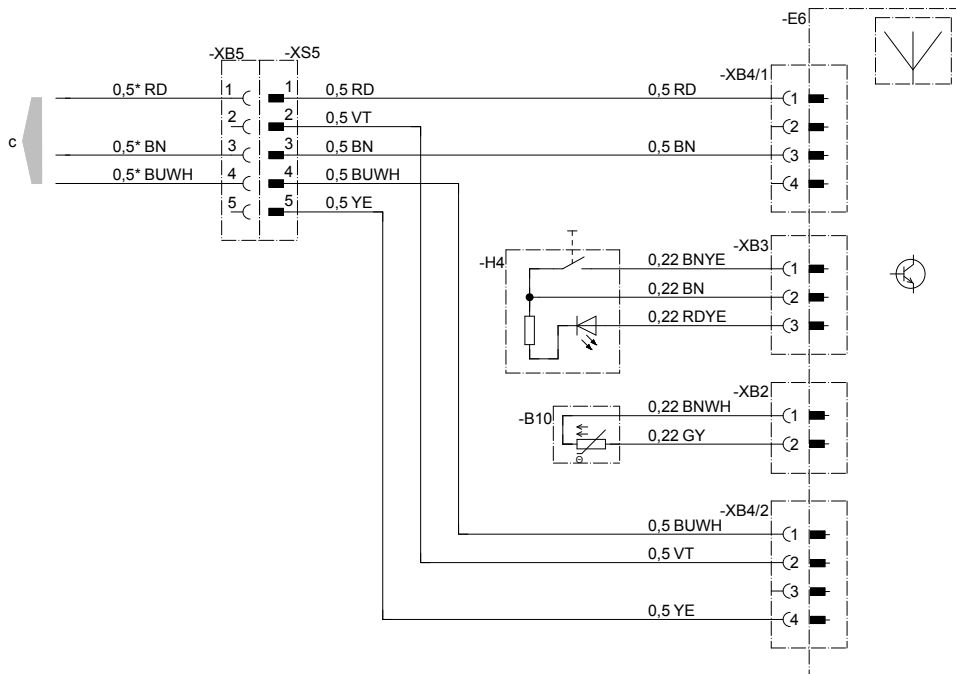 -E6
-XB5 -XS5
-XB4/1
0,5* RD 1 1 0,5 RD 0,5 RD 1
2 2 0,5 VT 2
c
0,5* BN 3 3 0,5 BN 0,5 BN 3
0,5* BUWH 4 4 0,5 BUWH 4
5 5 0,5 YE
-XB3
-H4
0,22 BNYE 1
0,22 BN 2
0,22 RDYE 3
-XB2
-B10
0,22 BNWH 1
0,22 GY 2
-XB4/2
0,5 BUWH 1
0,5 VT 2
3
0,5 YE 4